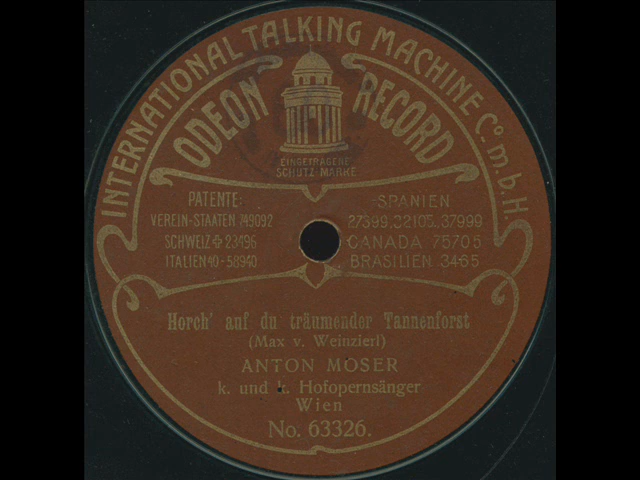 INTERNATIONAL TALKING MACHINE Co. m. b. H.
ODEON RECORD
EINGETRAGENE
SCHUTZ-MARKE
PATENTE:
VEREIN-STAATEN 749092
SCHWEIZ 23496
ITALIEN 40-58940
SPANIEN
27399, 32105, 37999
CANADA 75705
BRASILIEN 3465
Horch' auf du träumender Tannenforst
(Max v. Weinzierl)
ANTON MOSER
k. und k. Hofopernsänger
Wien
No. 63326.